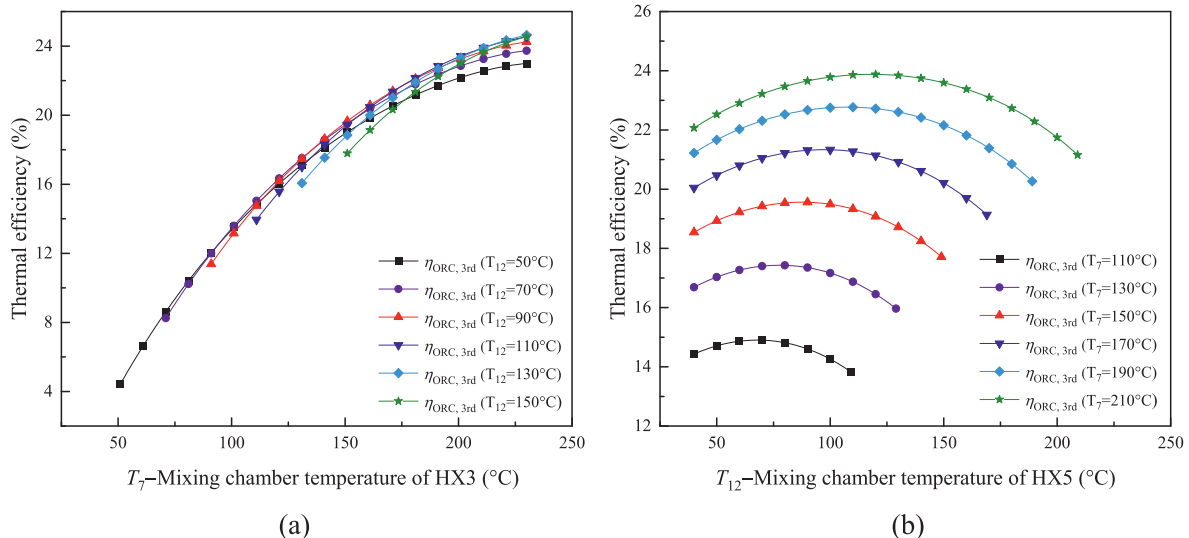 24
20
16
12
8
4
Thermal efficiency (%)
50
100
150
200
250
T7–Mixing chamber temperature of HX3 (°C)
ηORC, 3rd (T12=50°C)
ηORC, 3rd (T12=70°C)
ηORC, 3rd (T12=90°C)
ηORC, 3rd (T12=110°C)
ηORC, 3rd (T12=130°C)
ηORC, 3rd (T12=150°C)
(a)
26
24
22
20
18
16
14
12
Thermal efficiency (%)
50
100
150
200
250
T12–Mixing chamber temperature of HX5 (°C)
ηORC, 3rd (T7=110°C)
ηORC, 3rd (T7=130°C)
ηORC, 3rd (T7=150°C)
ηORC, 3rd (T7=170°C)
ηORC, 3rd (T7=190°C)
ηORC, 3rd (T7=210°C)
(b)